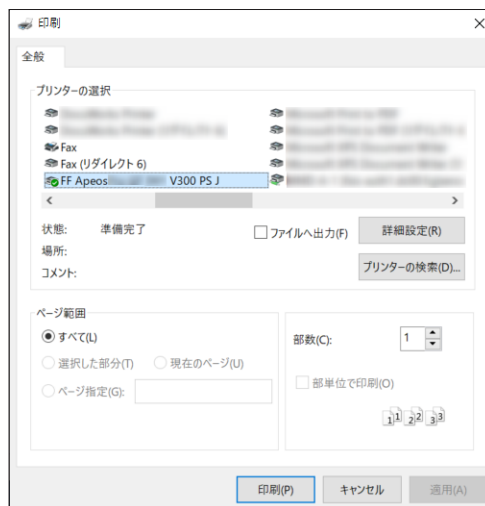 印刷
全般
プリンターの選択
Fax
Fax (リダイレクト 6)
FF Apeos V300 PS J
状態: 準備完了
場所:
コメント:
ファイルへ出力(F)
詳細設定(R)
プリンターの検索(D)...
ページ範囲
すべて(L)
選択した部分(T) 現在のページ(U)
ページ指定(G):
部数(C): 1
部単位で印刷(O)
11 22 33
印刷(P) キャンセル 適用(A)